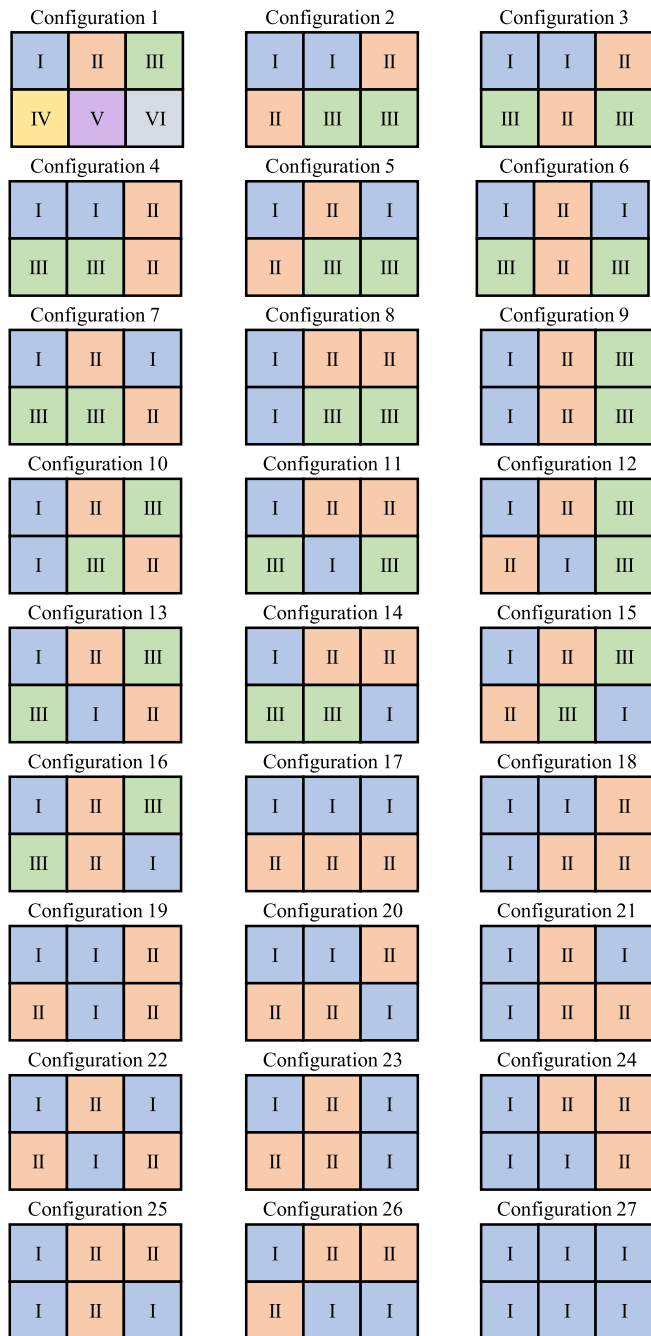 Configuration 1 Configuration 2 Configuration 3
I II III I I II I I II
IV V VI II III III III II III
Configuration 4 Configuration 5 Configuration 6
I I II I II I I II I
III III II II III III III II III
Configuration 7 Configuration 8 Configuration 9
I II I I II II I II III
III III II I III III I II III
Configuration 10 Configuration 11 Configuration 12
I II III I II II I II III
I III II III I III II I III
Configuration 13 Configuration 14 Configuration 15
I II III I II II I II III
III I II III III I II III I
Configuration 16 Configuration 17 Configuration 18
I II III I I I I I II
III II I II II II I II II
Configuration 19 Configuration 20 Configuration 21
I I II I I II I II I
II I II II II I I II II
Configuration 22 Configuration 23 Configuration 24
I II I I II I I II II
II I II II II I I I II
Configuration 25 Configuration 26 Configuration 27
I II II I II II I I I
I II I II I I I I I